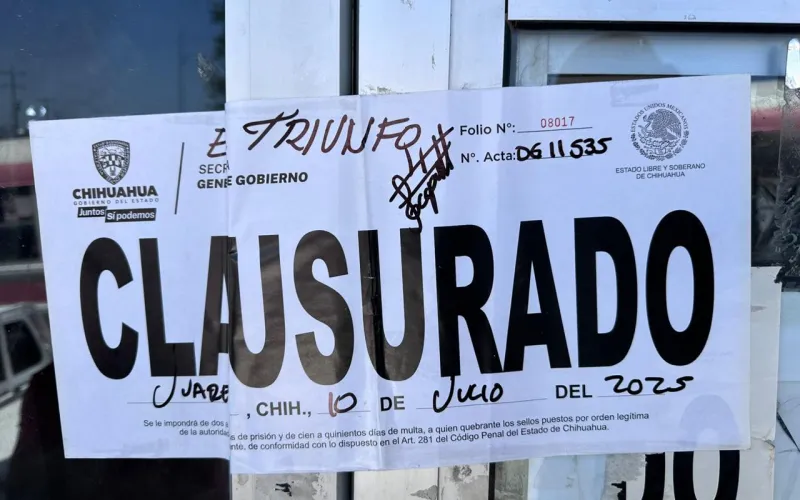 E TRIUNFO
Folio Nº: 08017
Nº. Acta: DG 11535
SECR
GENE GOBIERNO
CHIHUAHUA
GOBIERNO DEL ESTADO
Juntos Sí podemos
ESTADOS UNIDOS MEXICANOS
ESTADO LIBRE Y SOBERANO
DE CHIHUAHUA
CLAUSURADO
JUARE , CHIH., 10 DE JULIO DEL 2025
Se le impondrá de dos a s de prisión y de cien a quinientos días de multa, a quien quebrante los sellos puestos por orden legítima
de la autorida nte, de conformidad con lo dispuesto en el Art. 281 del Código Penal del Estado de Chihuahua.
DO